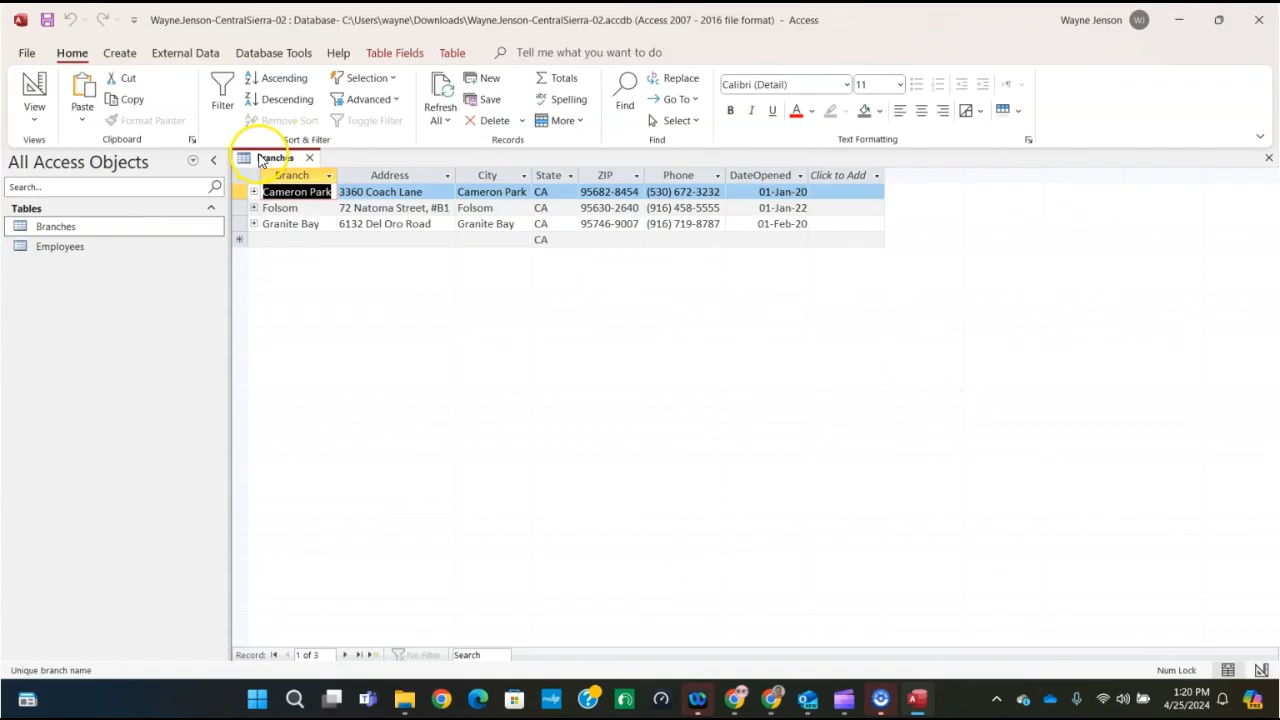 WayneJenson-CentralSierra-02 : Database- C:\Users\wayne\Downloads\WayneJenson-CentralSierra-02.accdb (Access 2007 - 2016 file format) - Access
Wayne Jenson WJ
File Home Create External Data Database Tools Help Table Fields Table Tell me what you want to do
View
Views
Paste
Cut
Copy
Format Painter
Clipboard
Filter
Ascending
Descending
Remove Sort
Selection
Advanced
Toggle Filter
Sort & Filter
Refresh
All
New
Save
Delete
Totals
Spelling
More
Records
Find
Replace
Go To
Select
Find
Calibri (Detail) 11
B I U A
Text Formatting
All Access Objects
Search...
Tables
Branches
Employees
Branches
Branch Address City State ZIP Phone DateOpened Click to Add
Cameron Park 3360 Coach Lane Cameron Park CA 95682-8454 (530) 672-3232 01-Jan-20
Folsom 72 Natoma Street, #B1 Folsom CA 95630-2640 (916) 458-5555 01-Jan-22
Granite Bay 6132 Del Oro Road Granite Bay CA 95746-9007 (916) 719-8787 01-Feb-20
CA
Record: 1 of 3 No Filter Search
Unique branch name
Num Lock
1:20 PM
4/25/2024